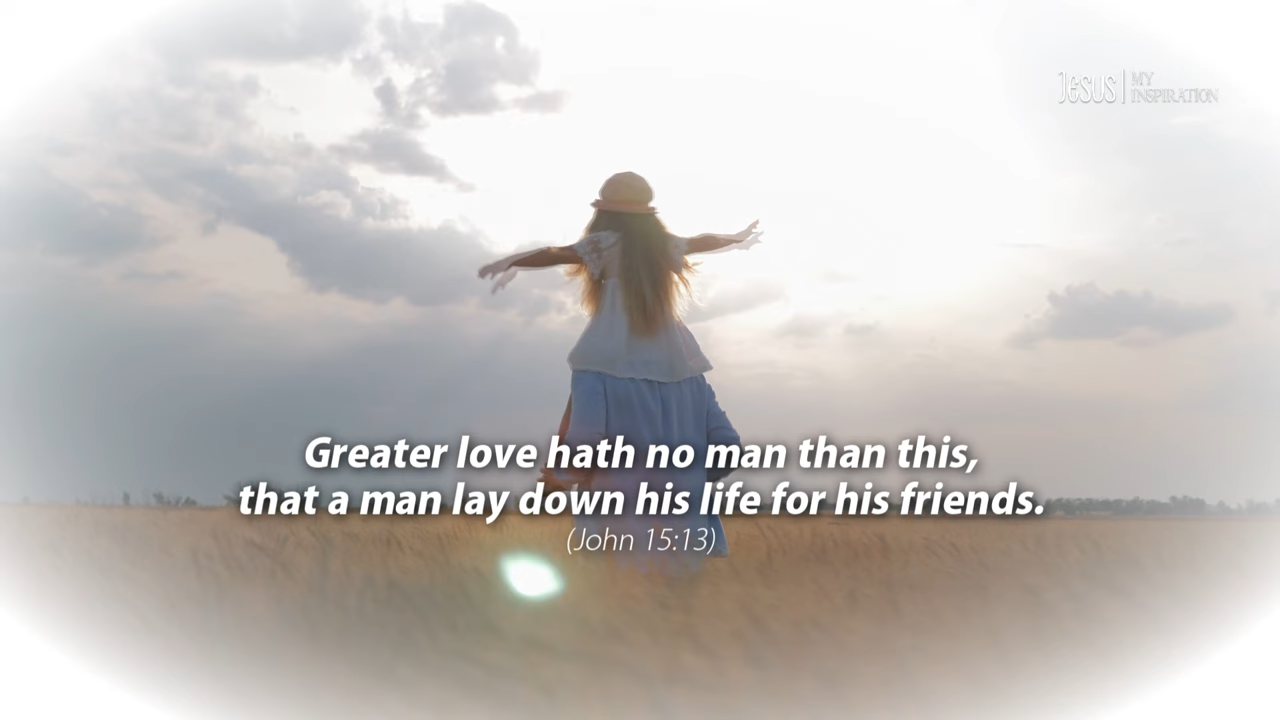 Jesus
MY
INSPIRATION
Greater love hath no man than this,
that a man lay down his life for his friends.
(John 15:13)